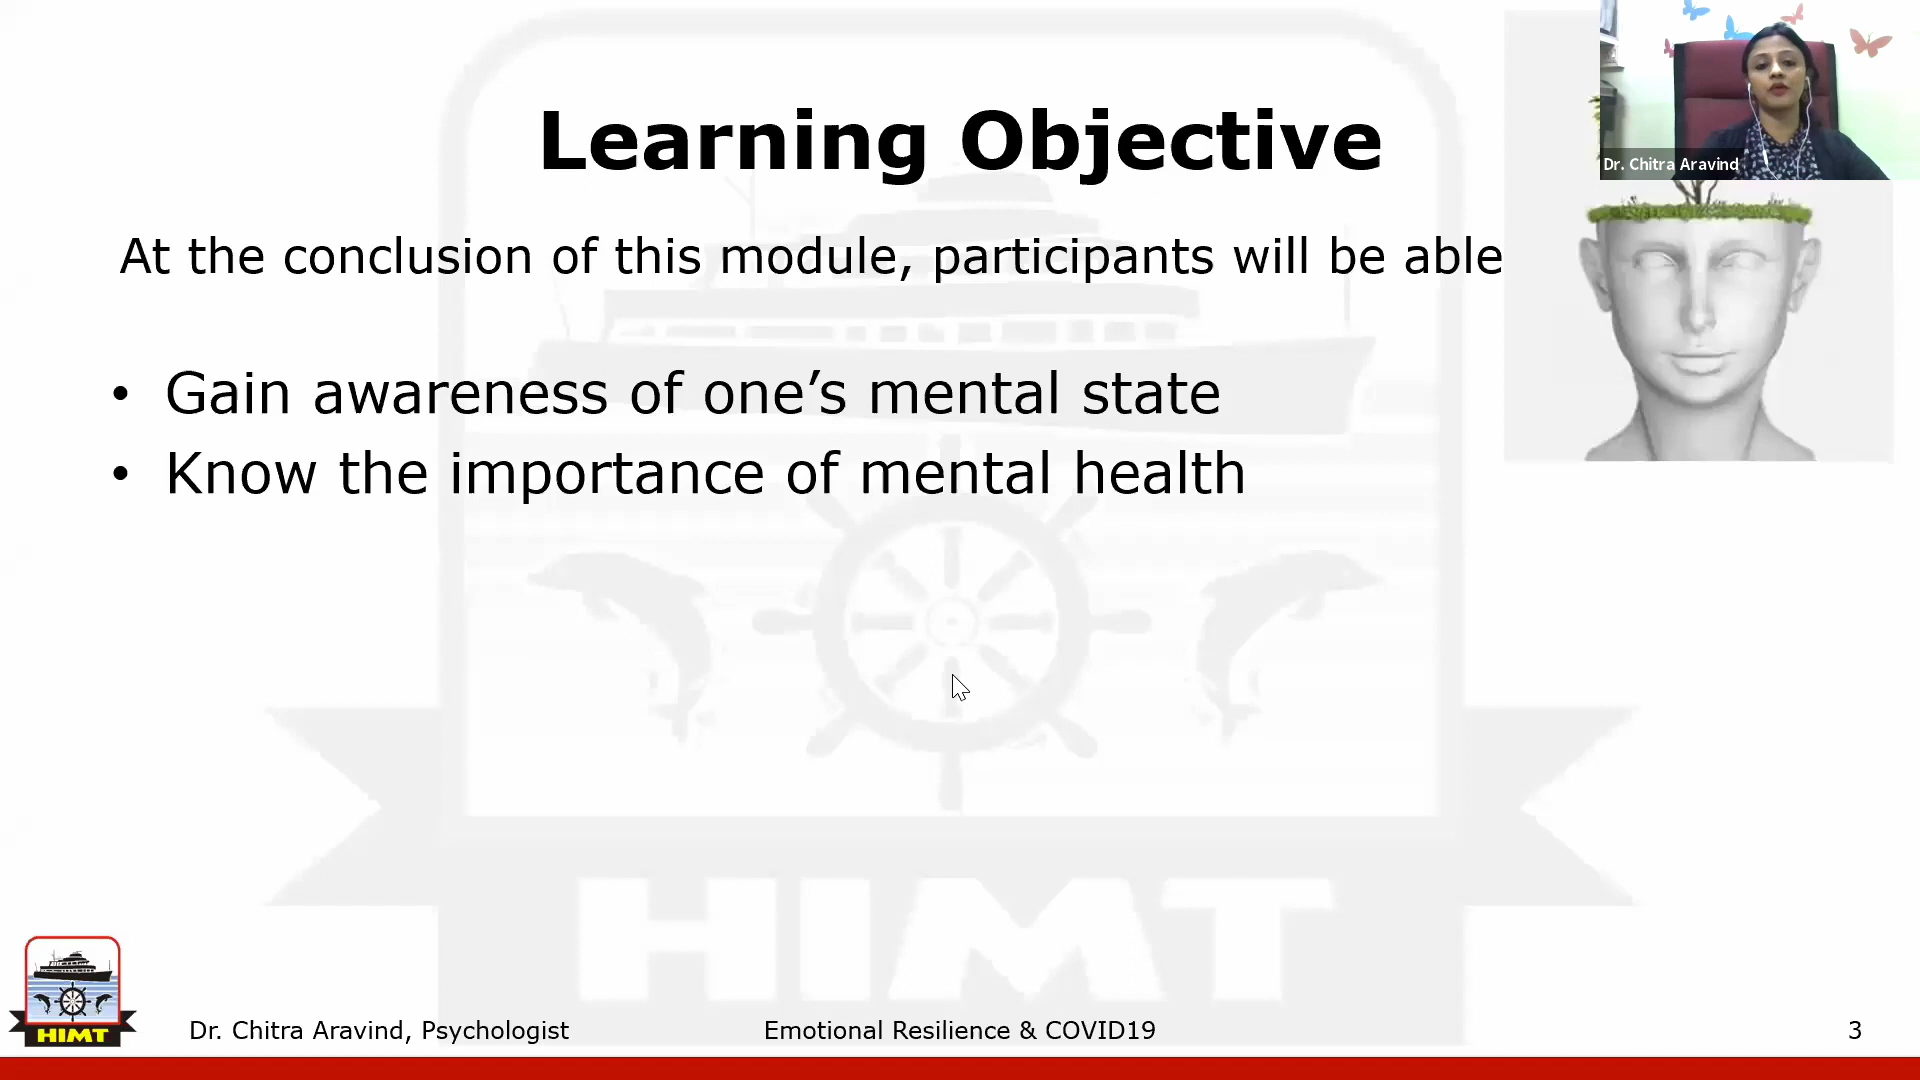 Learning Objective
Dr. Chitra Aravind
At the conclusion of this module, participants will be able
• Gain awareness of one’s mental state
• Know the importance of mental health
HIMT
HIMT
Dr. Chitra Aravind, Psychologist
Emotional Resilience & COVID19
3